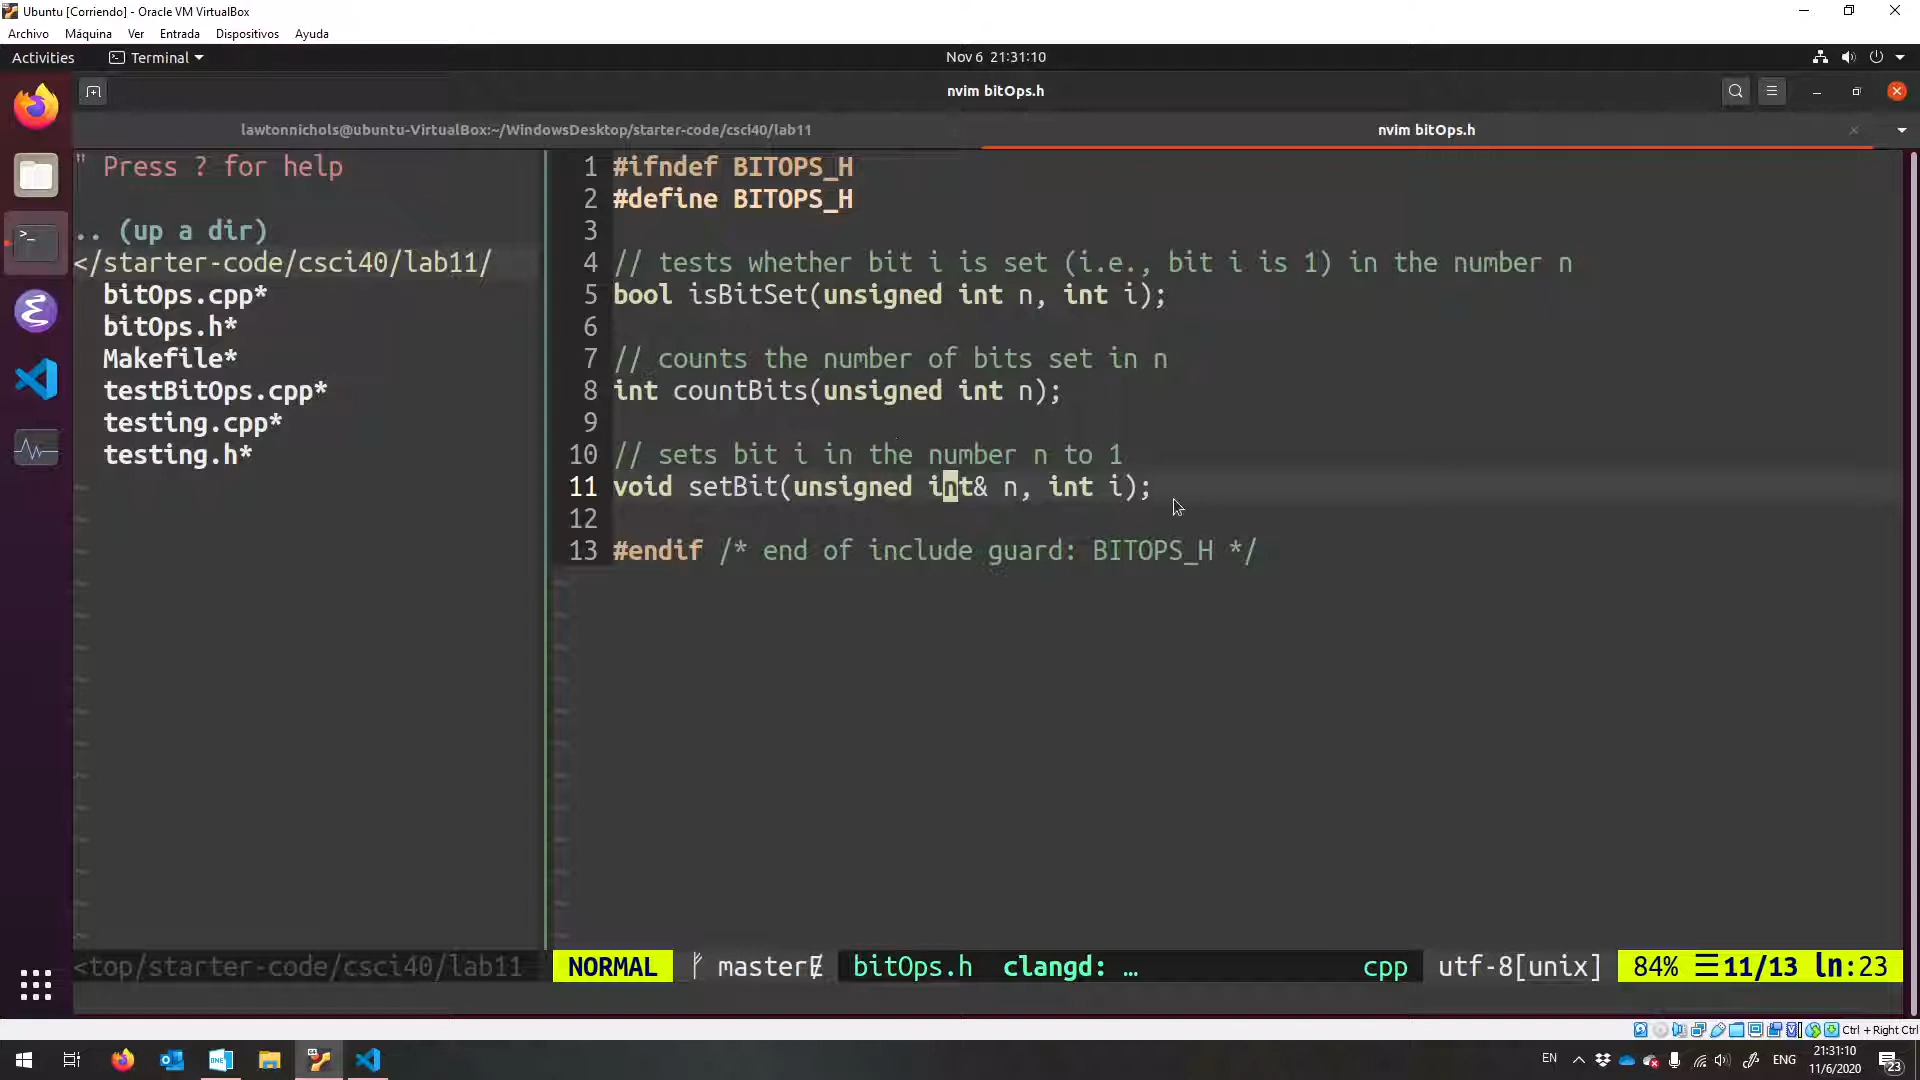 Ubuntu [Corriendo] - Oracle VM VirtualBox
Archivo Máquina Ver Entrada Dispositivos Ayuda
Activities Terminal Nov 6 21:31:10
nvim bitOps.h
lawtonnichols@ubuntu-VirtualBox:~/WindowsDesktop/starter-code/csci40/lab11 nvim bitOps.h
" Press ? for help
.. (up a dir)
</starter-code/csci40/lab11/
bitOps.cpp*
bitOps.h*
Makefile*
testBitOps.cpp*
testing.cpp*
testing.h*
<top/starter-code/csci40/lab11
1 #ifndef BITOPS_H
2 #define BITOPS_H
3
4 // tests whether bit i is set (i.e., bit i is 1) in the number n
5 bool isBitSet(unsigned int n, int i);
6
7 // counts the number of bits set in n
8 int countBits(unsigned int n);
9
10 // sets bit i in the number n to 1
11 void setBit(unsigned int& n, int i);
12
13 #endif /* end of include guard: BITOPS_H */
NORMAL master bitOps.h clangd: … cpp utf-8[unix] 84% ☰11/13 ln:23
Ctrl + Right Ctrl
EN ENG 21:31:10
11/6/2020 23